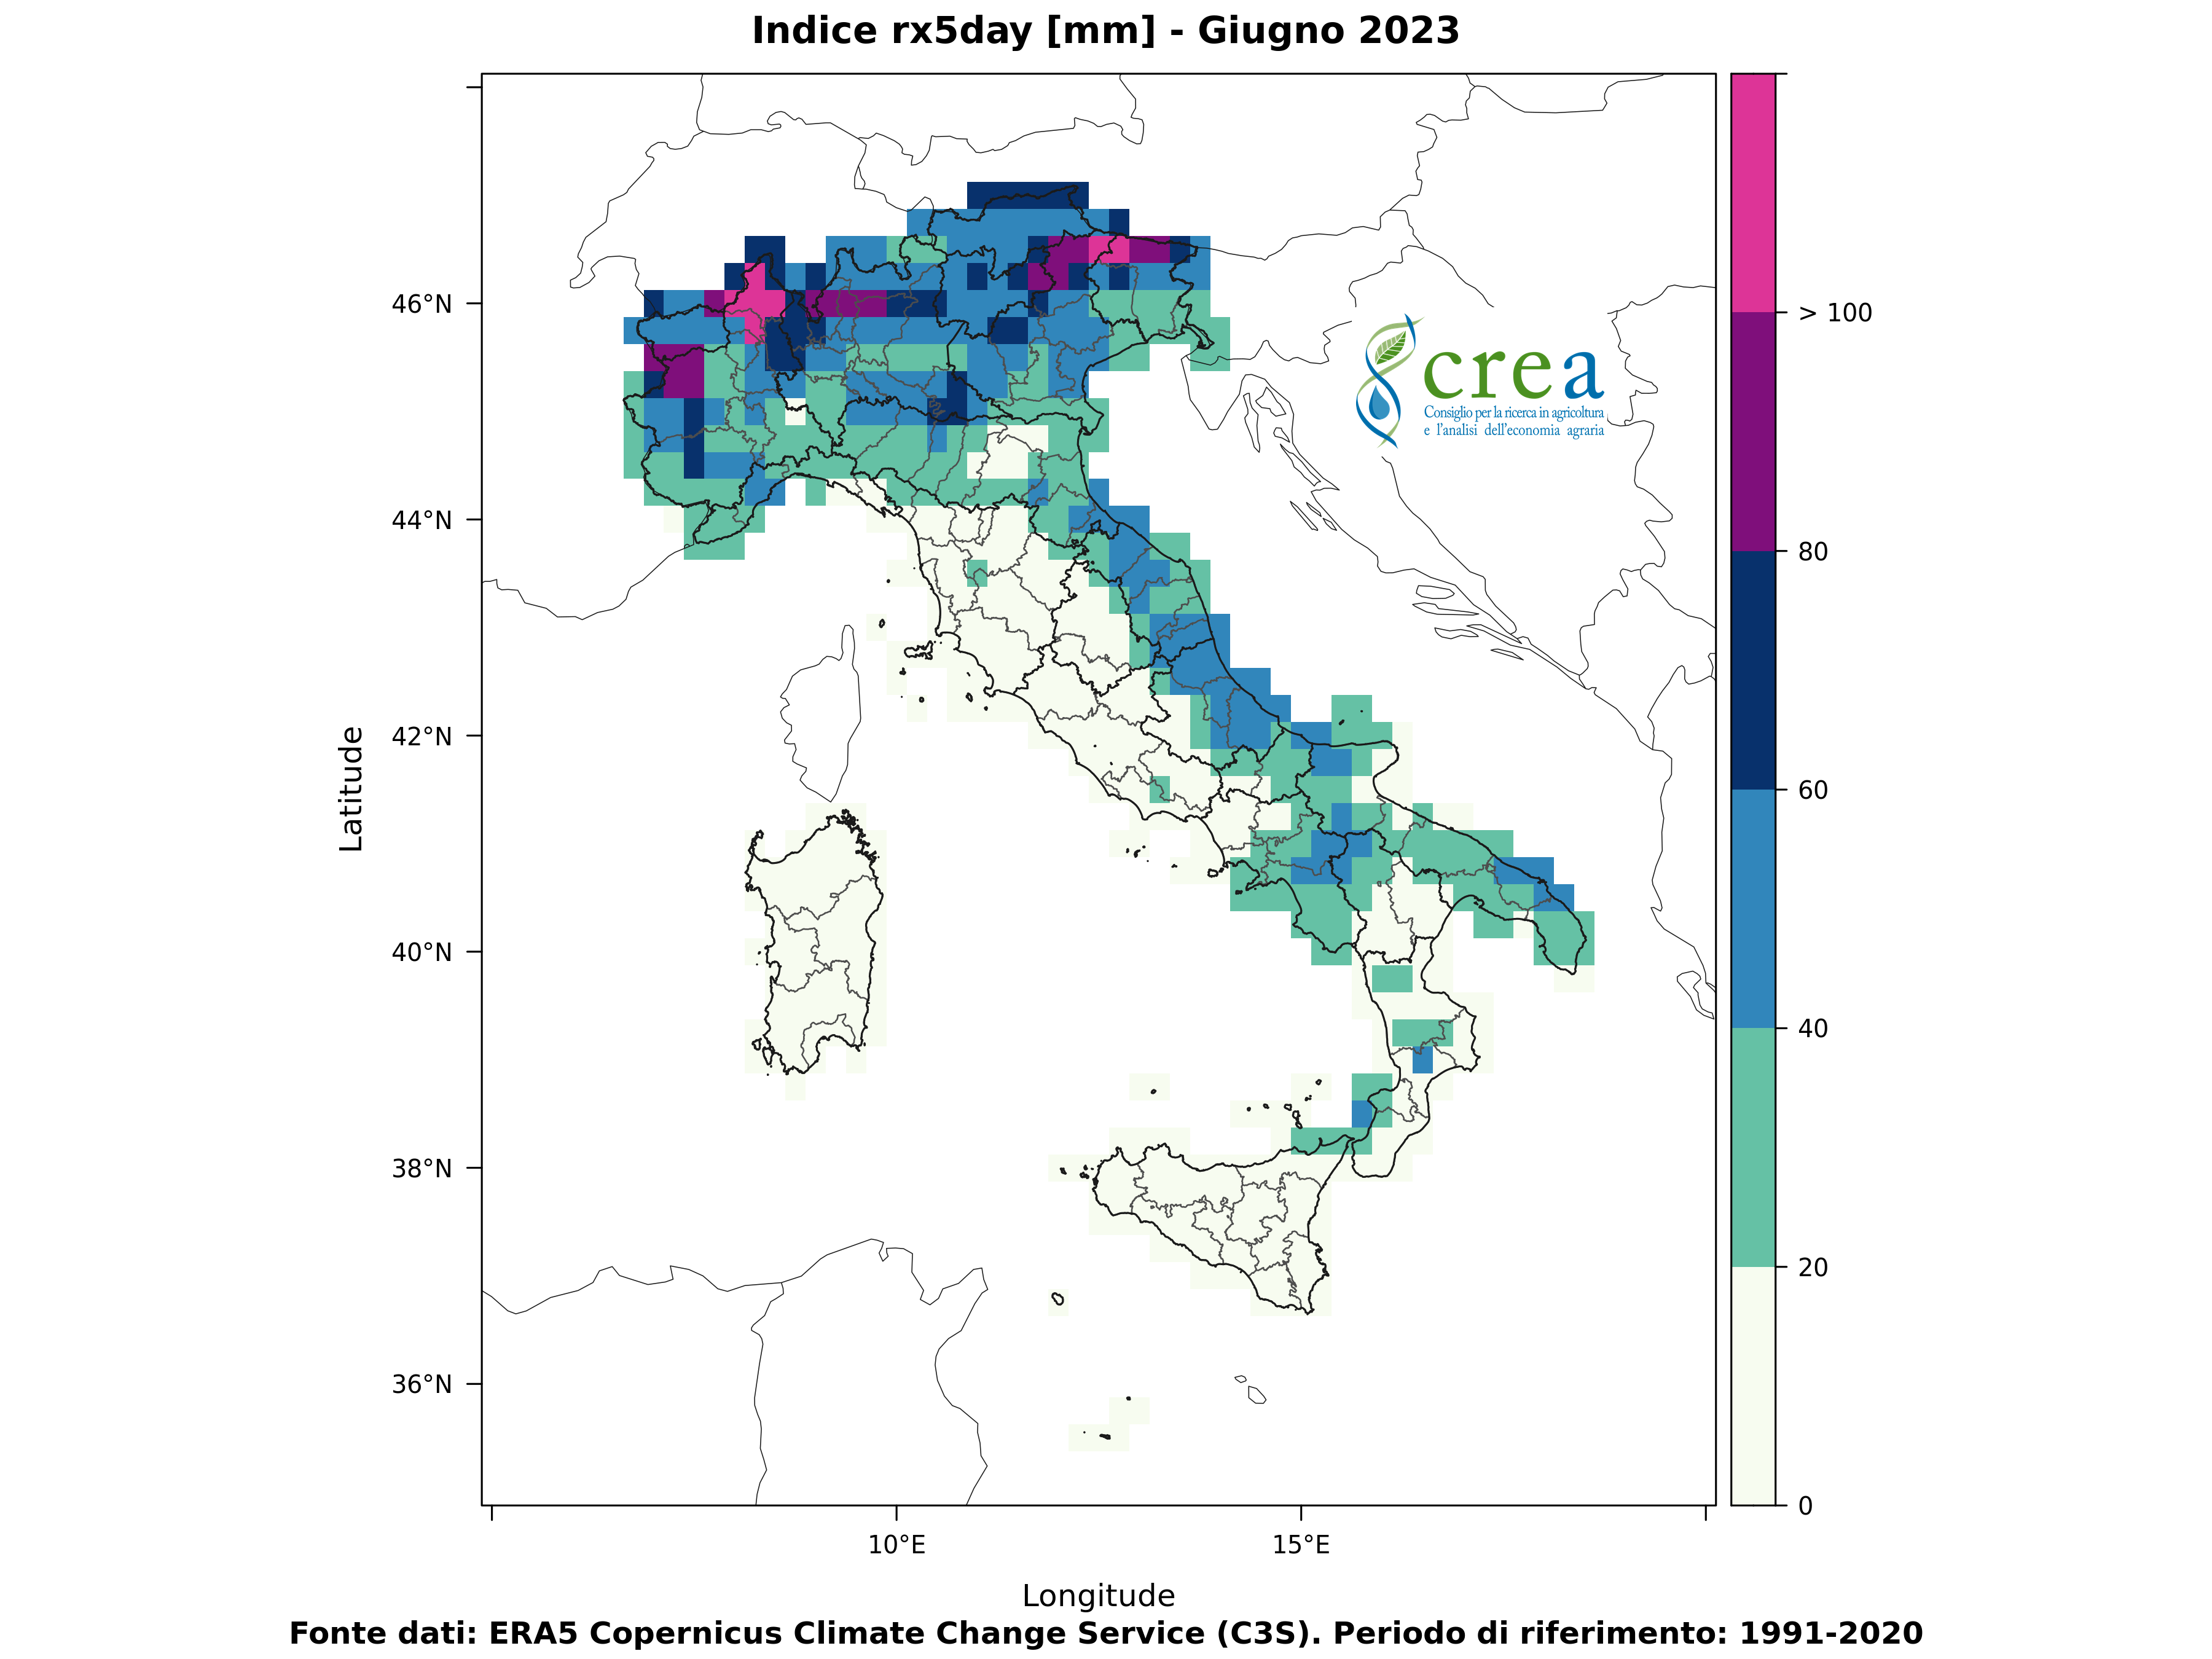 Indice rx5day [mm] - Giugno 2023
> 100
46°N
crea
Consiglio per la ricerca in agricoltura
e l'analisi dell'economia agraria
80
44°N
60
42°N
Latitude
40
40°N
20
38°N
36°N
0
10°E 15°E
Longitude
Fonte dati: ERA5 Copernicus Climate Change Service (C3S). Periodo di riferimento: 1991-2020